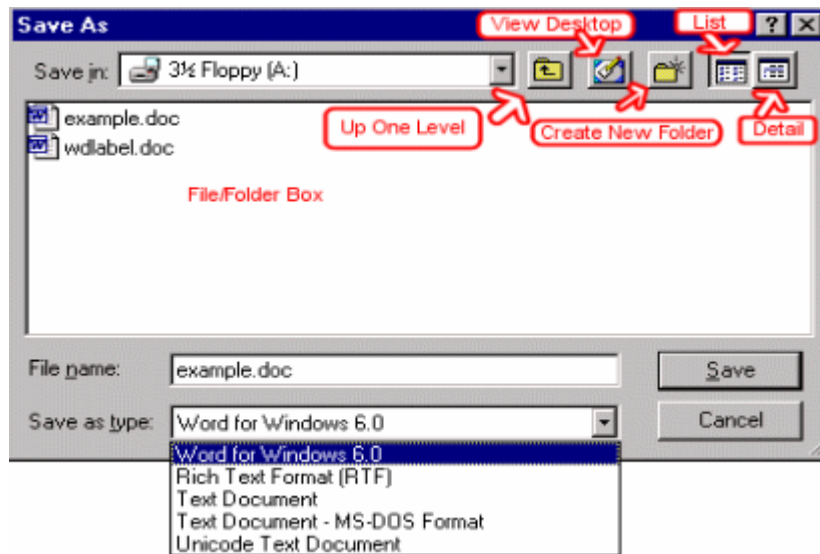 Save As
View Desktop
List
Save in: 3½ Floppy (A:)
example.doc
wdlabel.doc
Up One Level
Create New Folder
Detail
File/Folder Box
File name: example.doc
Save
Save as type: Word for Windows 6.0
Cancel
Word for Windows 6.0
Rich Text Format (RTF)
Text Document
Text Document - MS-DOS Format
Unicode Text Document